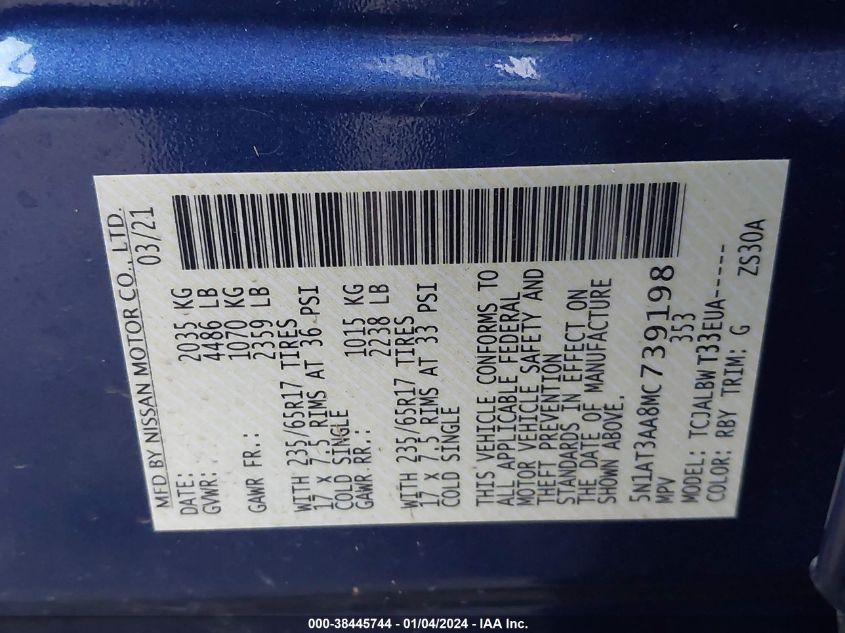 MFD BY NISSAN MOTOR CO., LTD.
DATE: 03/21
GVWR: 2035 KG
4486 LB
GAWR FR.: 1070 KG
2359 LB
WITH 235/65R17 TIRES
17 X 7.5 RIMS AT 36 PSI
COLD SINGLE
GAWR RR.: 1015 KG
2238 LB
WITH 235/65R17 TIRES
17 X 7.5 RIMS AT 33 PSI
COLD SINGLE
THIS VEHICLE CONFORMS TO
ALL APPLICABLE FEDERAL
MOTOR VEHICLE SAFETY AND
THEFT PREVENTION
STANDARDS IN EFFECT ON
THE DATE OF MANUFACTURE
SHOWN ABOVE.
5N1AT3AA8MC739198
MPV 353
MODEL: TCJALBW T33EUA-----
COLOR: RBY TRIM: G ZS30A
000-38445744 - 01/04/2024 - IAA Inc.